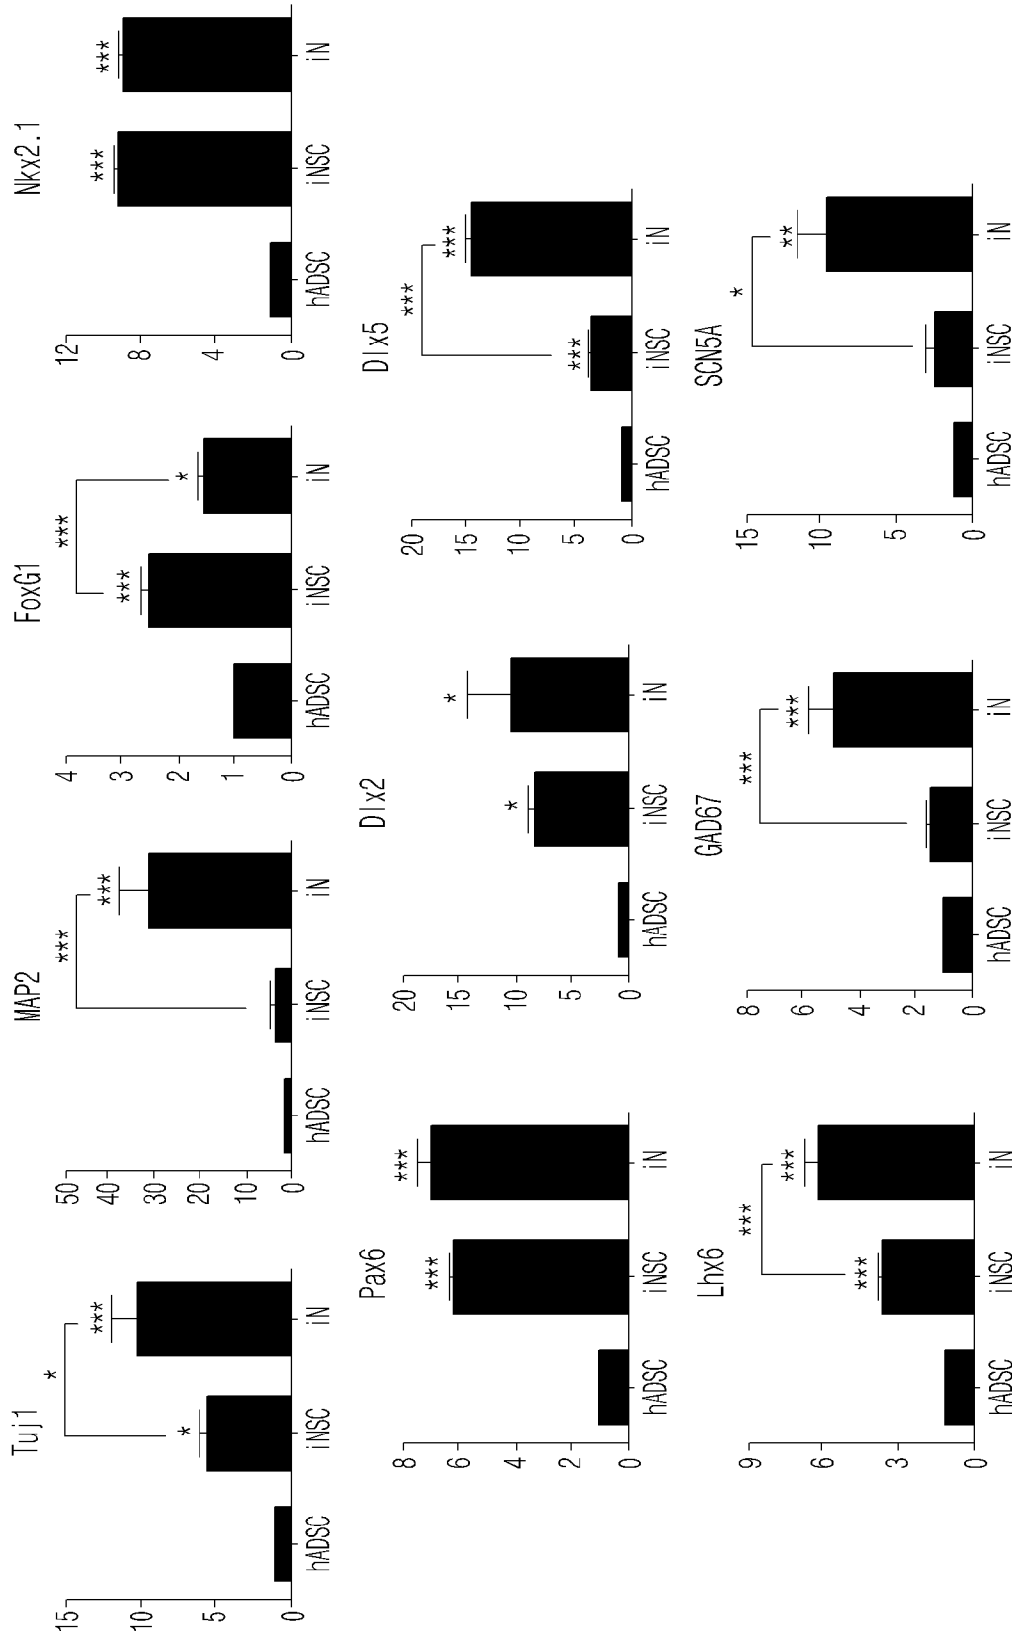 Tuj1
15
10
5
0
*
*
***
hADSC
iNSC
iN
MAP2
50
40
30
20
10
0
***
***
hADSC
iNSC
iN
FoxG1
4
3
2
1
0
***
***
*
hADSC
iNSC
iN
Nkx2.1
12
8
4
0
***
***
hADSC
iNSC
iN
Pax6
8
6
4
2
0
***
***
hADSC
iNSC
iN
Dlx2
20
15
10
5
0
*
*
hADSC
iNSC
iN
Dlx5
20
15
10
5
0
***
***
***
hADSC
iNSC
iN
Lhx6
9
6
3
0
***
***
***
hADSC
iNSC
iN
GAD67
8
6
4
2
0
***
***
hADSC
iNSC
iN
SCN5A
15
10
5
0
*
**
hADSC
iNSC
iN